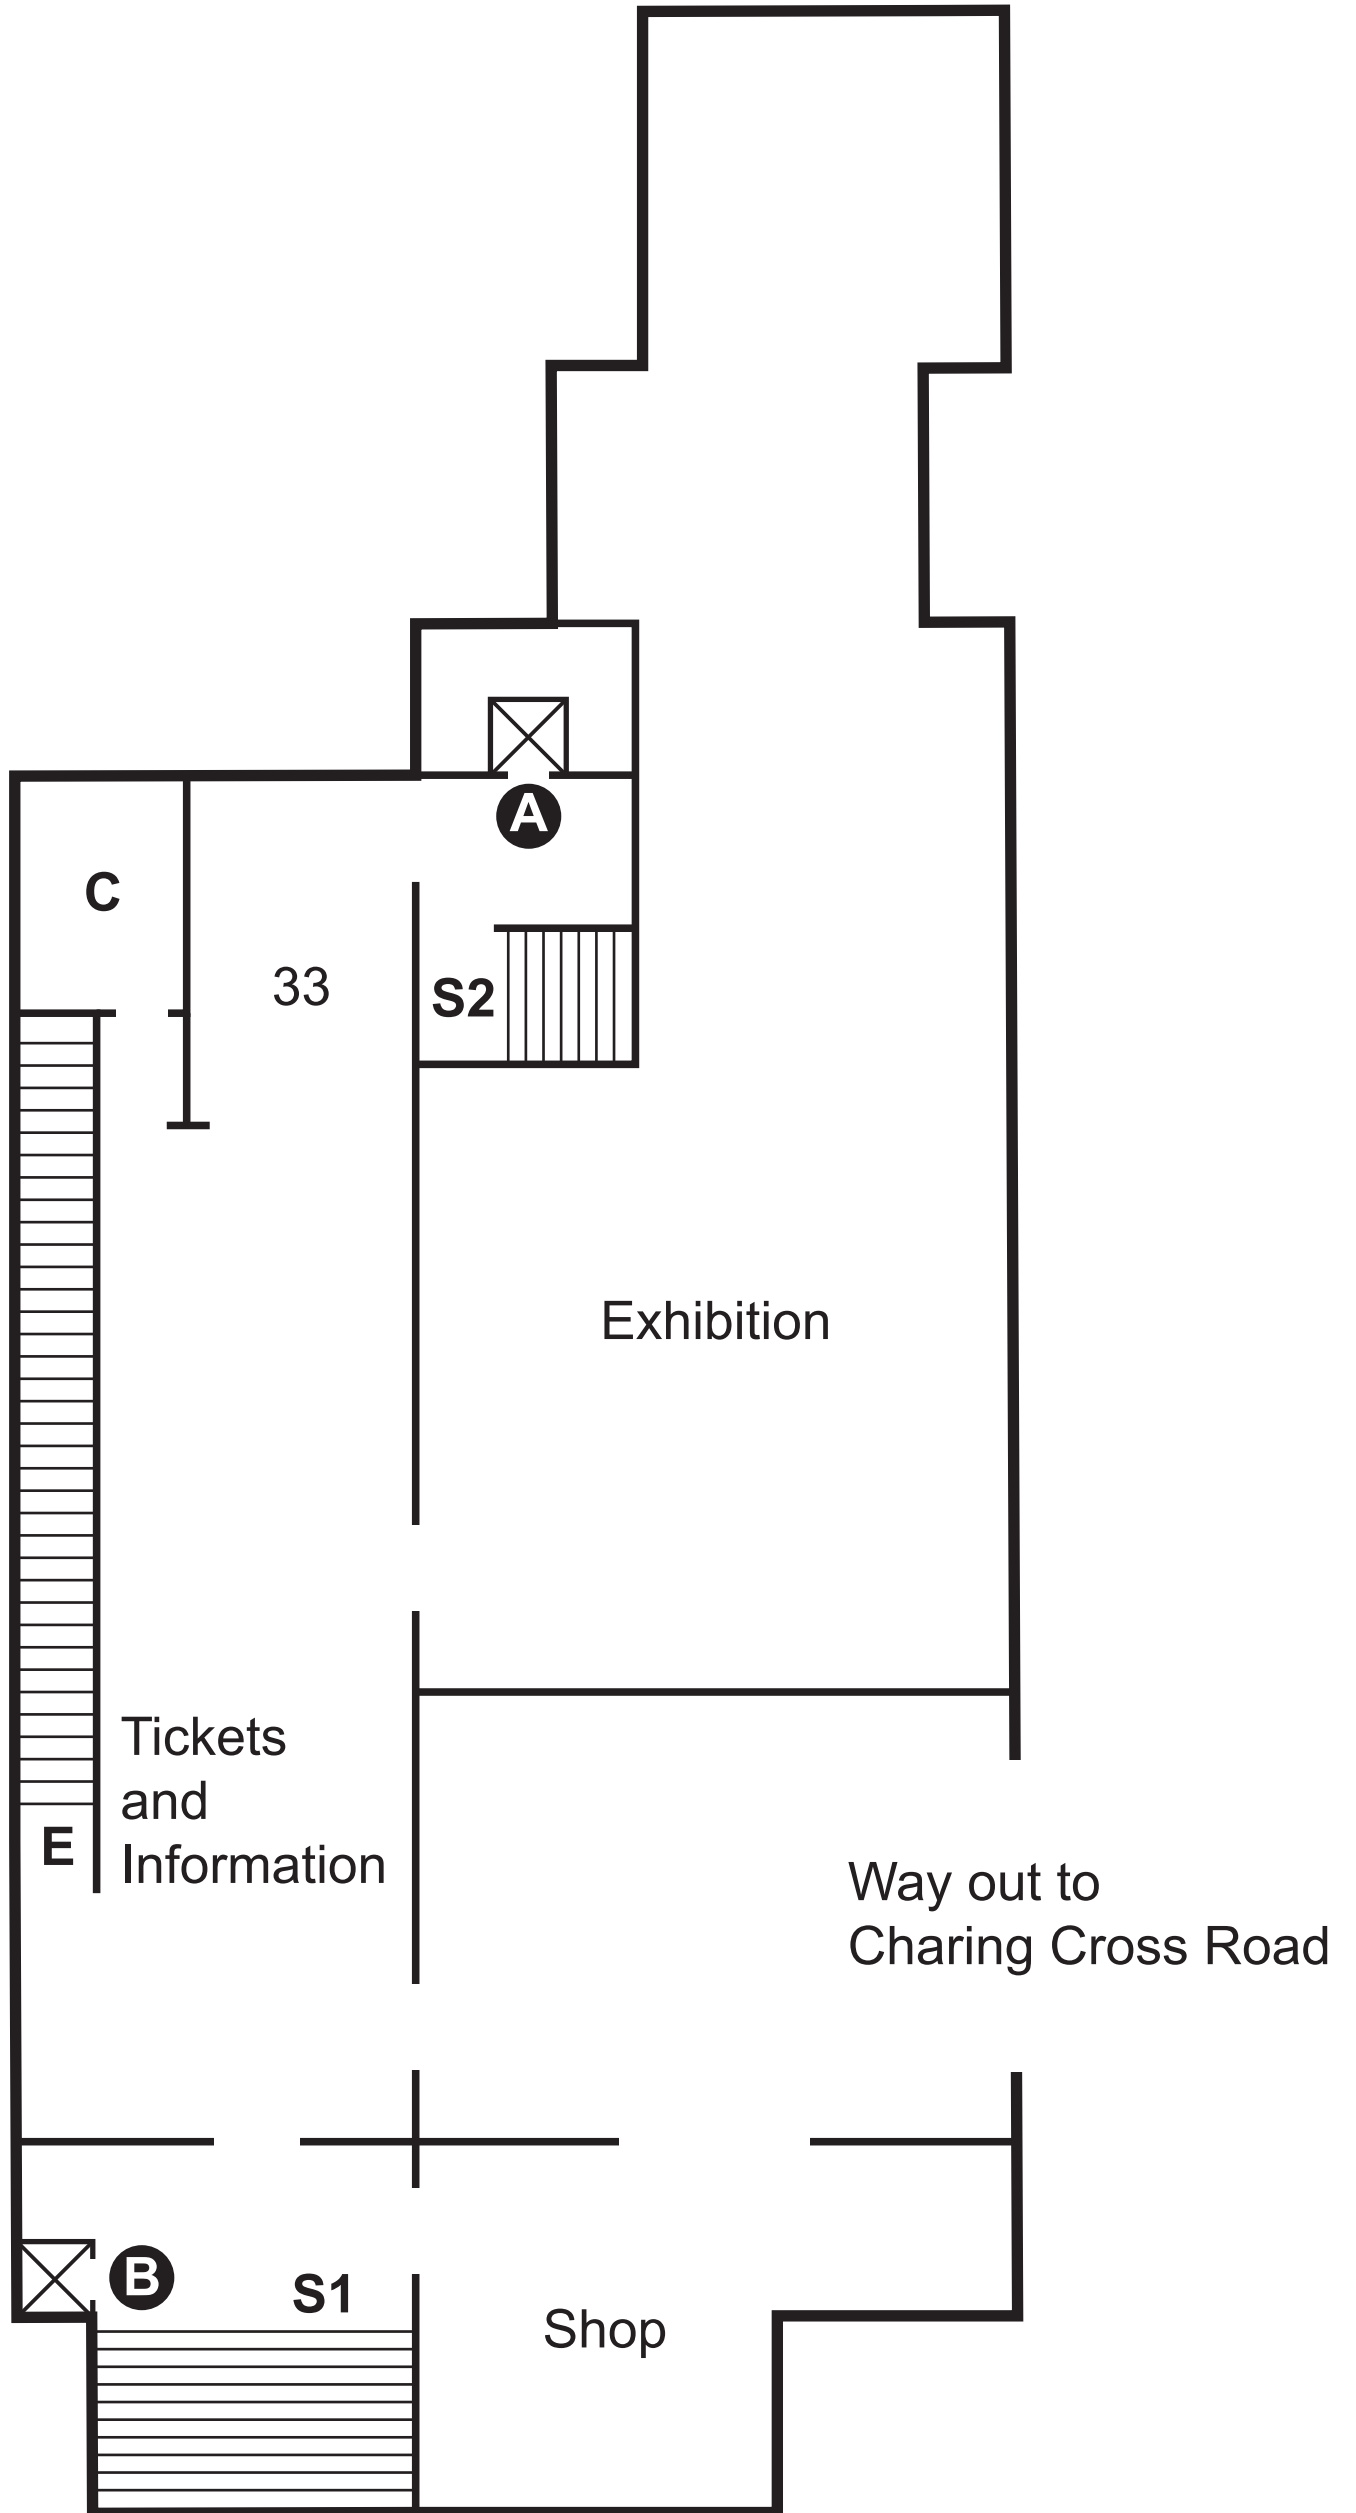 A
C
33
S2
Exhibition
Tickets
and
Information
E
Way out to
Charing Cross Road
B
S1
Shop